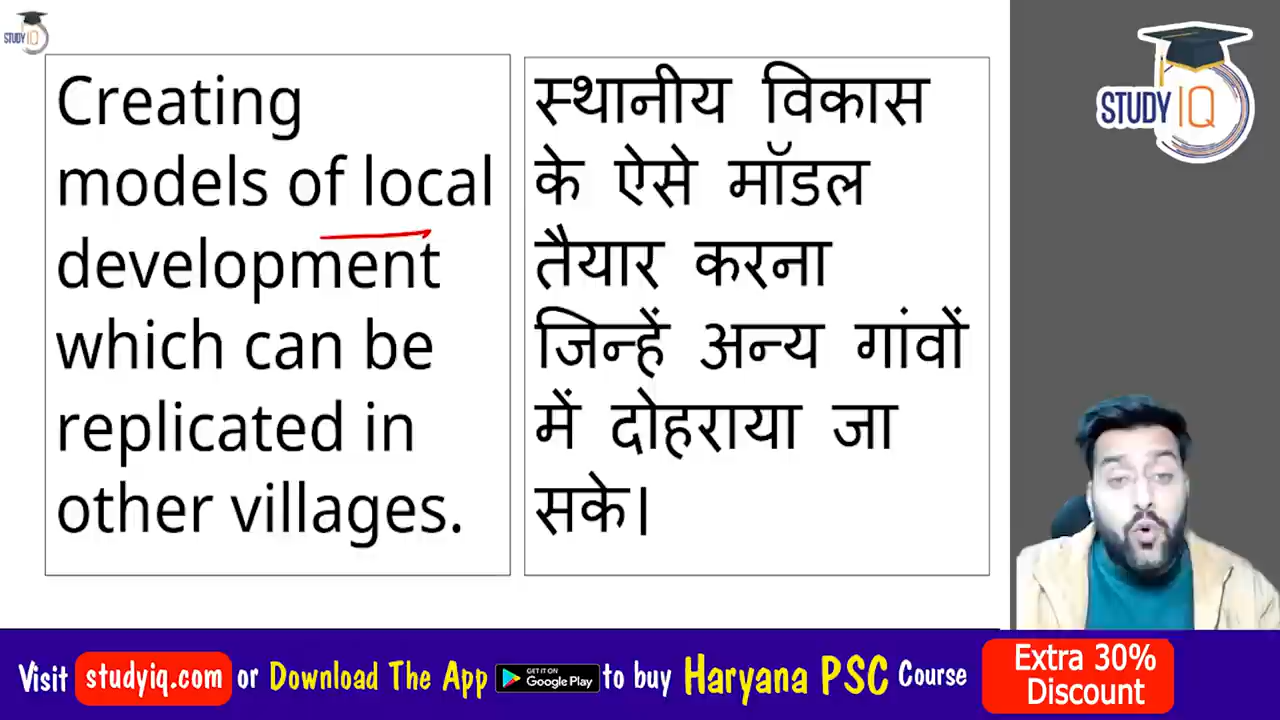 STUDY IQ
Creating
models of local
development
which can be
replicated in
other villages.
स्थानीय विकास
के ऐसे मॉडल
तैयार करना
जिन्हें अन्य गांवों
में दोहराया जा
सके।
STUDY IQ
Visit studyiq.com or Download The App GET IT ON Google Play to buy Haryana PSC Course
Extra 30%
Discount